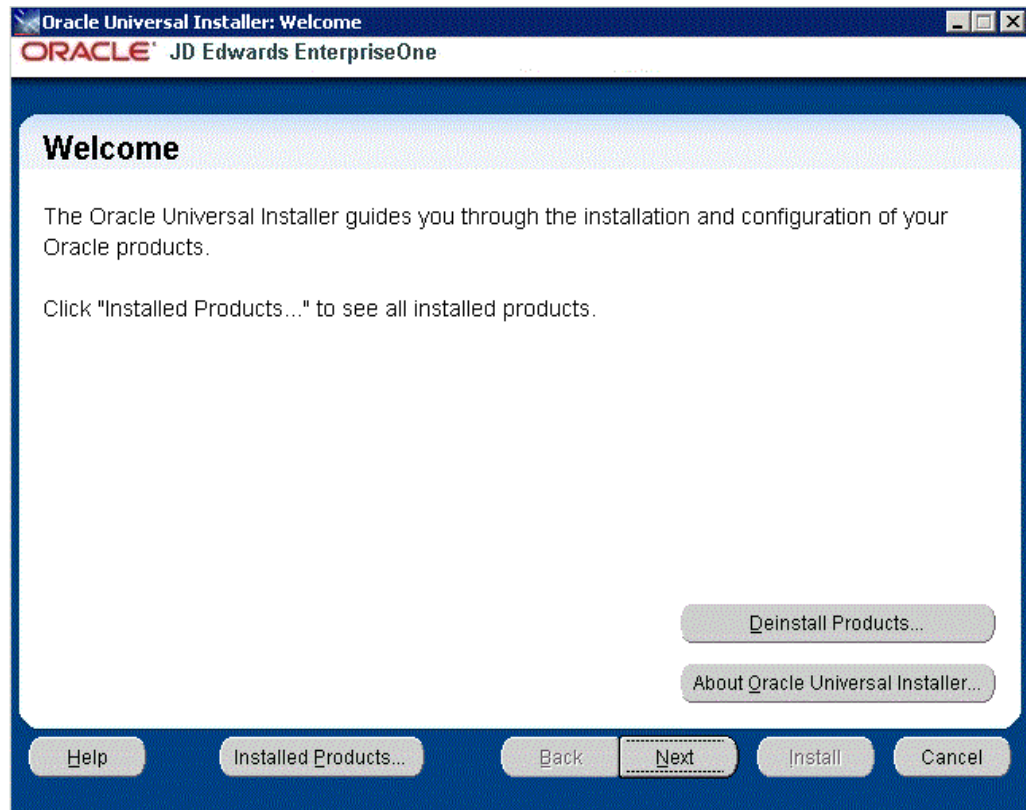 Oracle Universal Installer: Welcome
ORACLE JD Edwards EnterpriseOne
Welcome
The Oracle Universal Installer guides you through the installation and configuration of your
Oracle products.
Click "Installed Products..." to see all installed products.
Deinstall Products...
About Oracle Universal Installer...
Help
Installed Products...
Back
Next
Install
Cancel